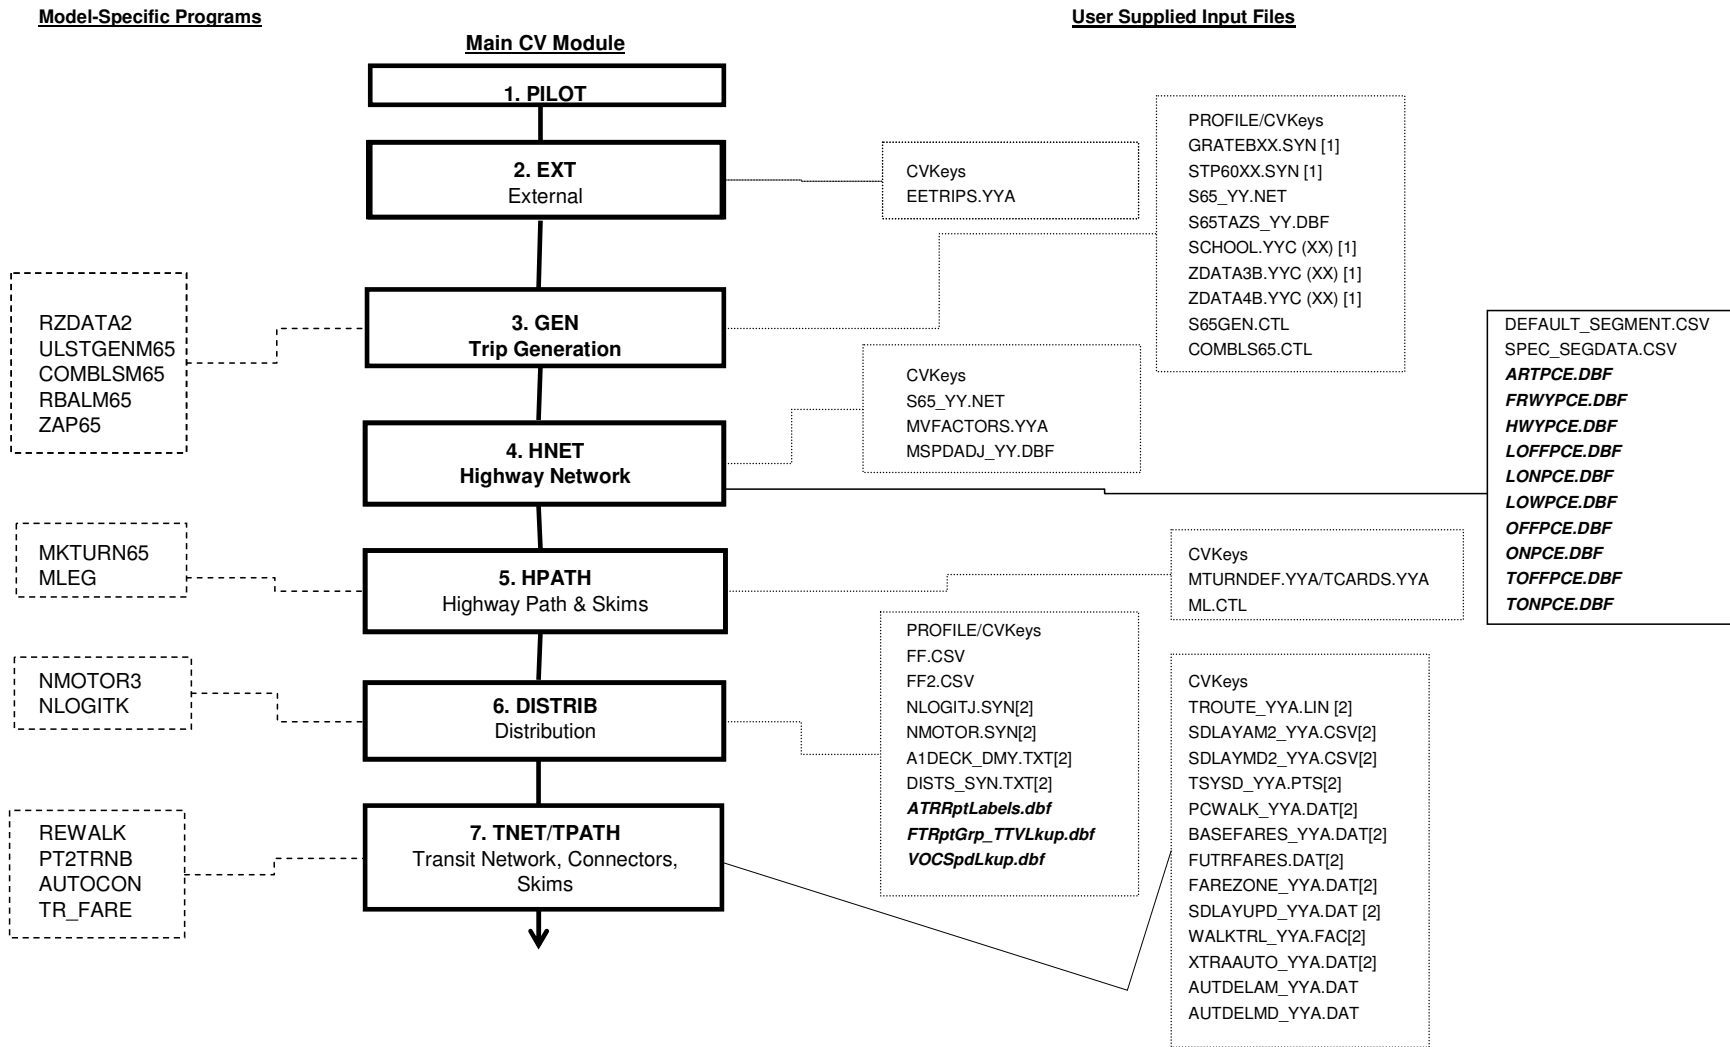 Model-Specific Programs
Main CV Module
User Supplied Input Files
1. PILOT
2. EXT
External
CVKeys
EETRIPS.YYA
PROFILE/CVKeys
GRATEBXX.SYN [1]
STP60XX.SYN [1]
S65_YY.NET
S65TAZS_YY.DBF
SCHOOL.YYC (XX) [1]
ZDATA3B.YYC (XX) [1]
ZDATA4B.YYC (XX) [1]
S65GEN.CTL
COMBLS65.CTL
RZDATA2
ULSTGENM65
COMBLSM65
RBALM65
ZAP65
3. GEN
Trip Generation
CVKeys
S65_YY.NET
MVFACTORS.YYA
MSPDADJ_YY.DBF
4. HNET
Highway Network
DEFAULT_SEGMENT.CSV
SPEC_SEGDATA.CSV
ARTPCE.DBF
FRWYPCE.DBF
HWYPCE.DBF
LOFFPCE.DBF
LONPCE.DBF
LOWPCE.DBF
OFFPCE.DBF
ONPCE.DBF
TOFFPCE.DBF
TONPCE.DBF
MKTURN65
MLEG
5. HPATH
Highway Path & Skims
CVKeys
MTURNDEF.YYA/TCARDS.YYA
ML.CTL
NMOTOR3
NLOGITK
6. DISTRIB
Distribution
PROFILE/CVKeys
FF.CSV
FF2.CSV
NLOGITJ.SYN[2]
NMOTOR.SYN[2]
A1DECK_DMY.TXT[2]
DISTS_SYN.TXT[2]
ATRRptLabels.dbf
FTRptGrp_TTVLkup.dbf
VOCSpdLkup.dbf
REWALK
PT2TRNB
AUTOCON
TR_FARE
7. TNET/TPATH
Transit Network, Connectors,
Skims
CVKeys
TROUTE_YYA.LIN [2]
SDLAYAM2_YYA.CSV[2]
SDLAYMD2_YYA.CSV[2]
TSYSD_YYA.PTS[2]
PCWALK_YYA.DAT[2]
BASEFARES_YYA.DAT[2]
FUTRFARES.DAT[2]
FAREZONE_YYA.DAT[2]
SDLAYUPD_YYA.DAT [2]
WALKTRL_YYA.FAC[2]
XTRAAUTO_YYA.DAT[2]
AUTDELAM_YYA.DAT
AUTDELMD_YYA.DAT